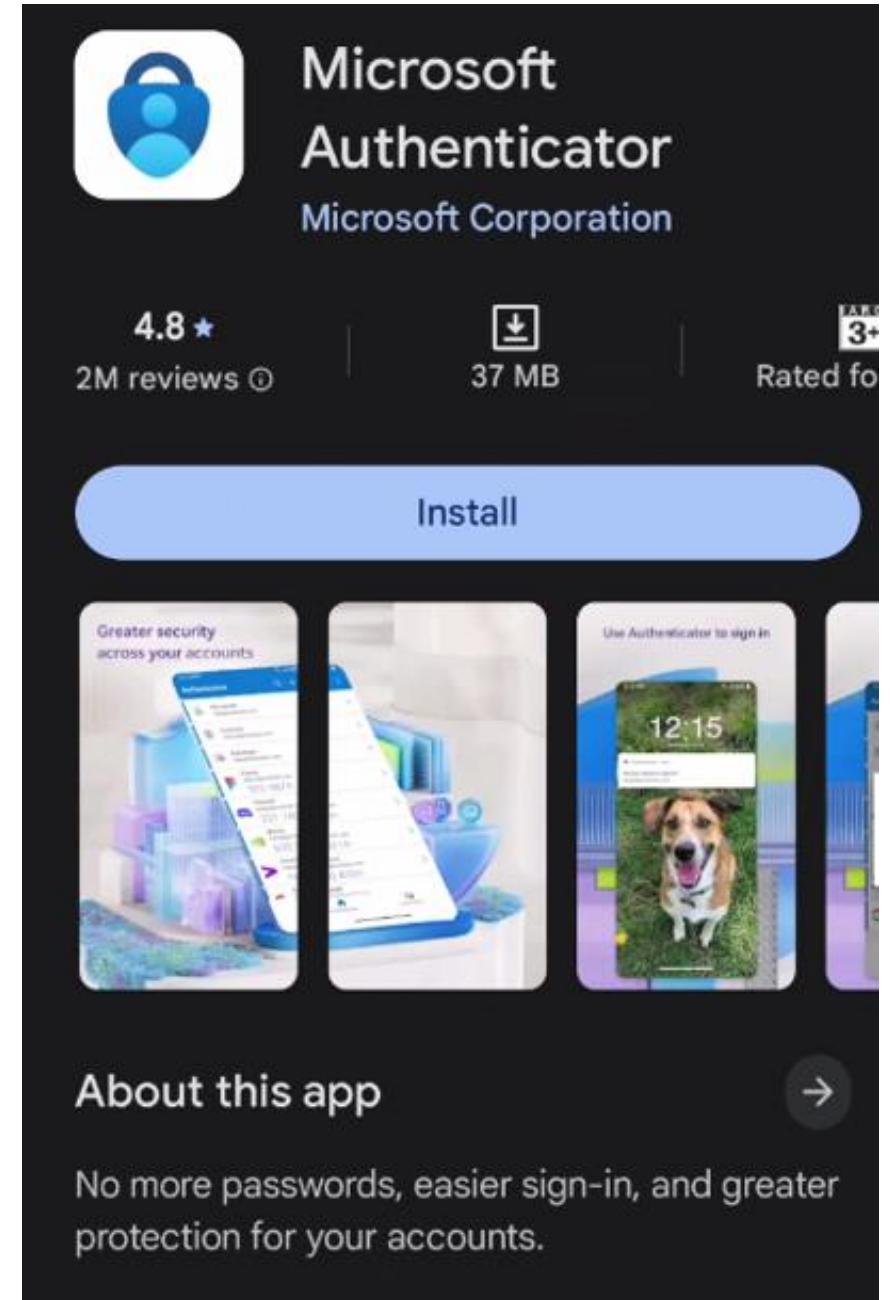 Microsoft
Authenticator
Microsoft Corporation
4.8 ★
2M reviews
37 MB
3+
Rated fo
Install
Greater security
across your accounts
Use Authenticator to sign in
12:15
About this app
No more passwords, easier sign-in, and greater
protection for your accounts.